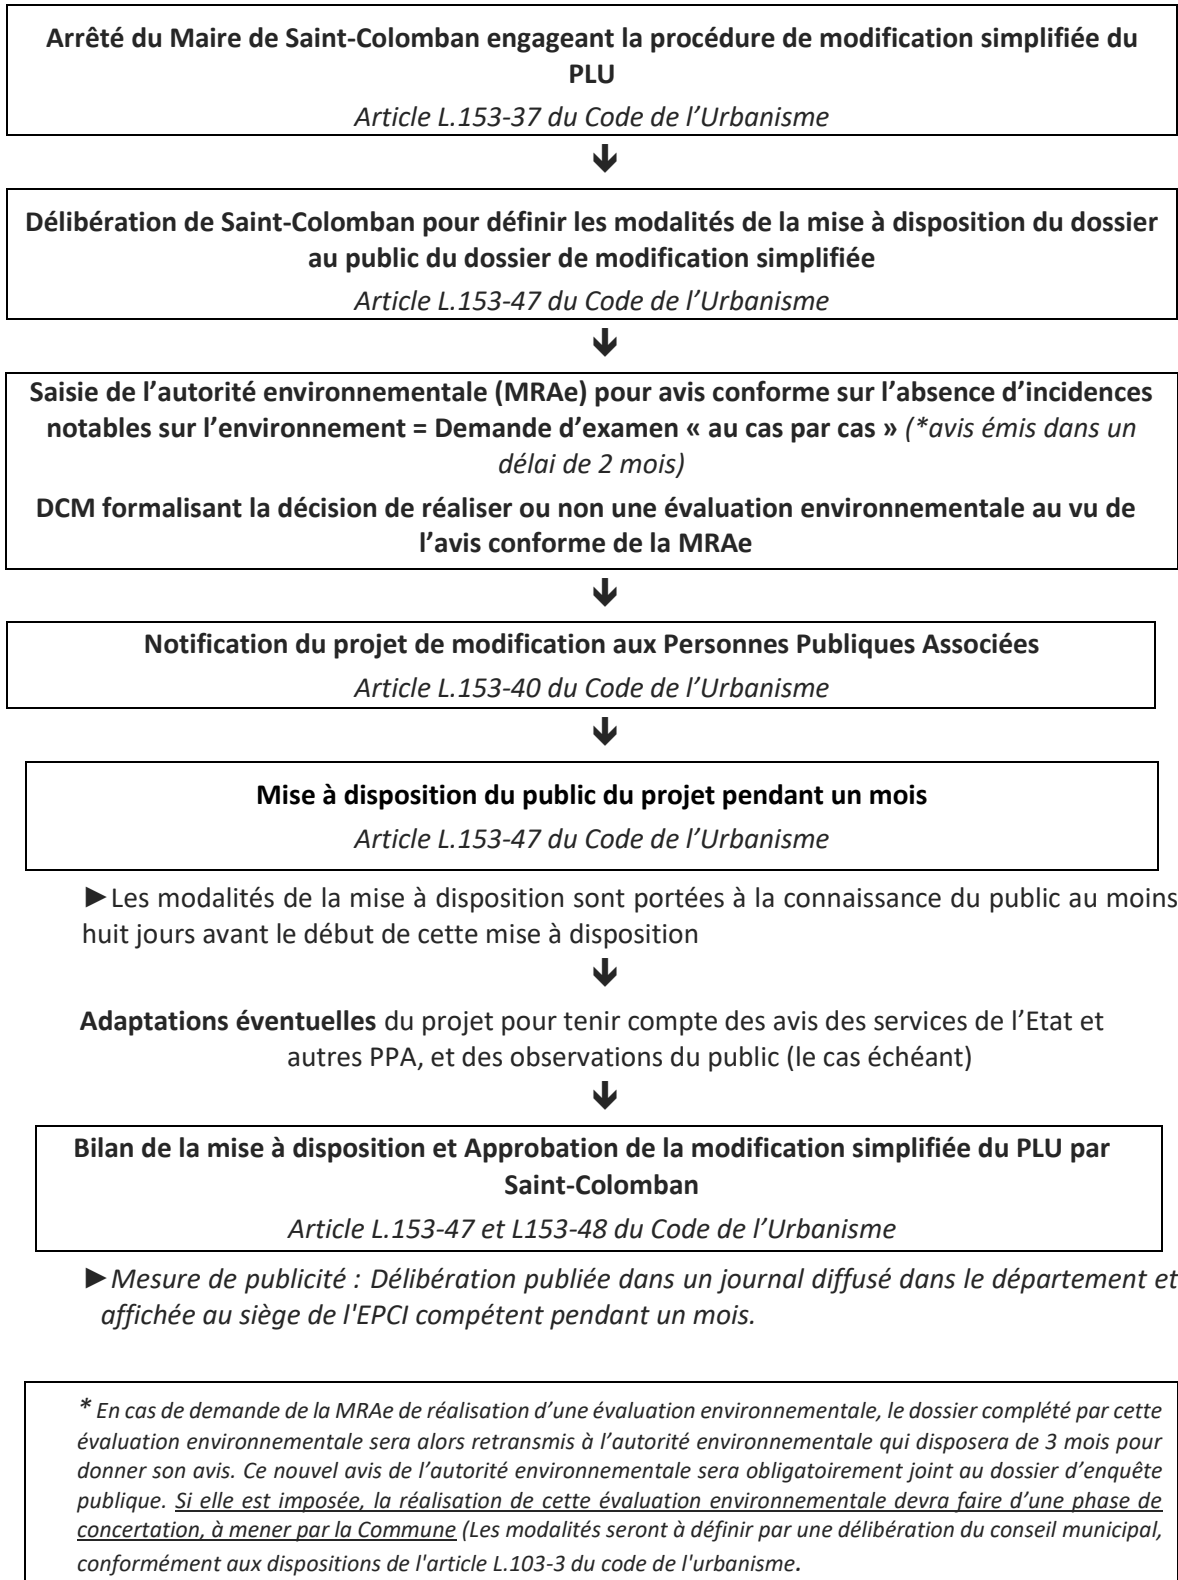 Arrêté du Maire de Saint-Colomban engageant la procédure de modification simplifiée du
PLU
Article L.153-37 du Code de l’Urbanisme
🡻
Délibération de Saint-Colomban pour définir les modalités de la mise à disposition du dossier
au public du dossier de modification simplifiée
Article L.153-47 du Code de l’Urbanisme
🡻
Saisie de l’autorité environnementale (MRAe) pour avis conforme sur l’absence d’incidences
notables sur l’environnement = Demande d’examen « au cas par cas » (*avis émis dans un
délai de 2 mois)
DCM formalisant la décision de réaliser ou non une évaluation environnementale au vu de
l’avis conforme de la MRAe
🡻
Notification du projet de modification aux Personnes Publiques Associées
Article L.153-40 du Code de l’Urbanisme
🡻
Mise à disposition du public du projet pendant un mois
Article L.153-47 du Code de l’Urbanisme
►Les modalités de la mise à disposition sont portées à la connaissance du public au moins
huit jours avant le début de cette mise à disposition
🡻
Adaptations éventuelles du projet pour tenir compte des avis des services de l’Etat et
autres PPA, et des observations du public (le cas échéant)
🡻
Bilan de la mise à disposition et Approbation de la modification simplifiée du PLU par
Saint-Colomban
Article L.153-47 et L153-48 du Code de l’Urbanisme
►Mesure de publicité : Délibération publiée dans un journal diffusé dans le département et
affichée au siège de l'EPCI compétent pendant un mois.
* En cas de demande de la MRAe de réalisation d’une évaluation environnementale, le dossier complété par cette
évaluation environnementale sera alors retransmis à l’autorité environnementale qui disposera de 3 mois pour
donner son avis. Ce nouvel avis de l’autorité environnementale sera obligatoirement joint au dossier d’enquête
publique. Si elle est imposée, la réalisation de cette évaluation environnementale devra faire d’une phase de
concertation, à mener par la Commune (Les modalités seront à définir par une délibération du conseil municipal,
conformément aux dispositions de l'article L.103-3 du code de l'urbanisme.